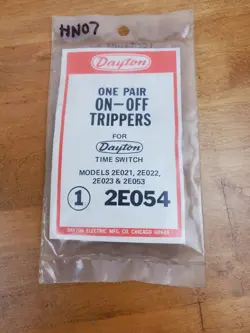 HN07
Dayton
ONE PAIR
ON-OFF
TRIPPERS
FOR
Dayton
TIME SWITCH
MODELS 2E021, 2E022,
2E023 & 2E053
1 2E054
DAYTON ELECTRIC MFG. CO. CHICAGO 60648